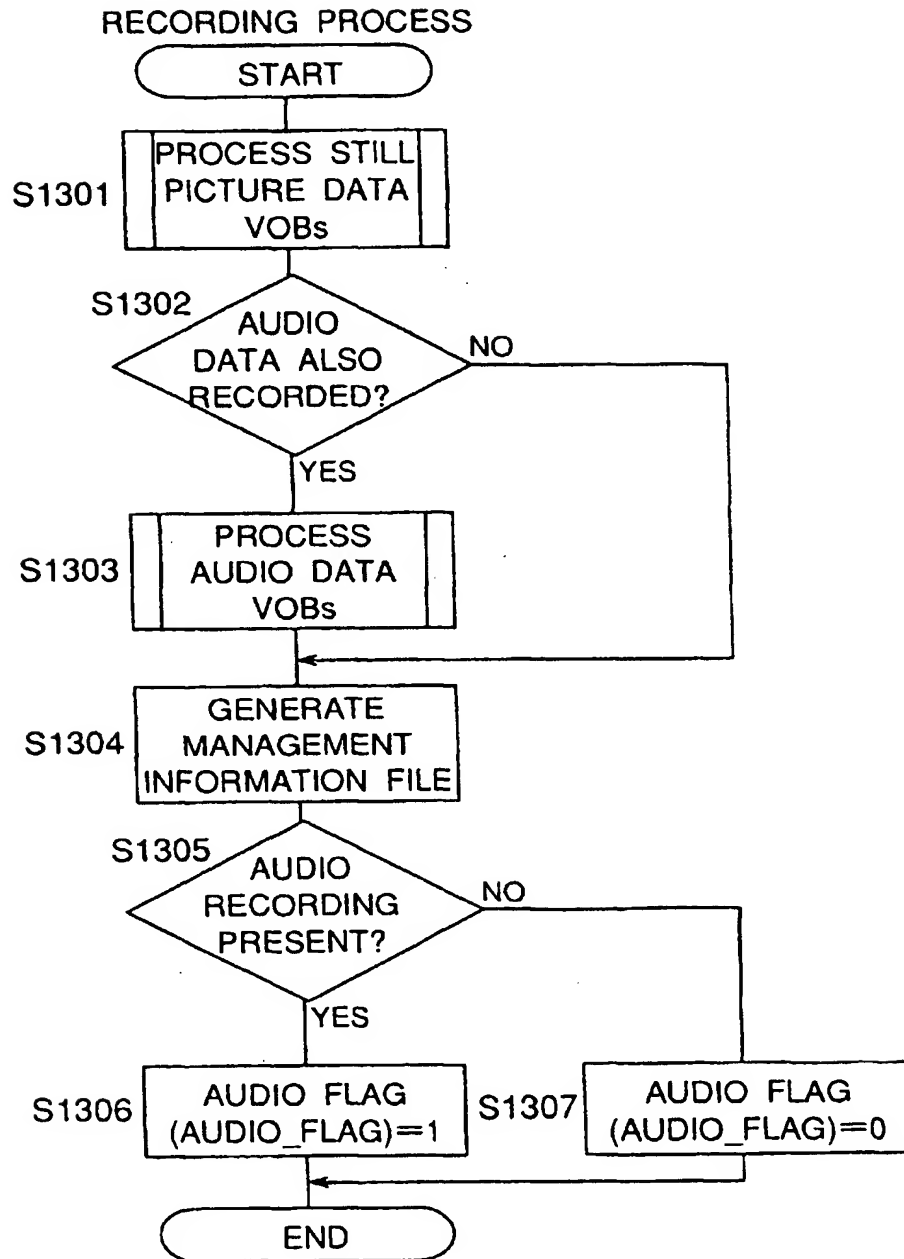 RECORDING PROCESS
START
S1301
PROCESS STILL
PICTURE DATA
VOBs
S1302
AUDIO
DATA ALSO
RECORDED?
NO
YES
S1303
PROCESS
AUDIO DATA
VOBs
S1304
GENERATE
MANAGEMENT
INFORMATION FILE
S1305
AUDIO
RECORDING
PRESENT?
NO
YES
S1306
AUDIO FLAG
(AUDIO_FLAG)=1
S1307
AUDIO FLAG
(AUDIO_FLAG)=0
END